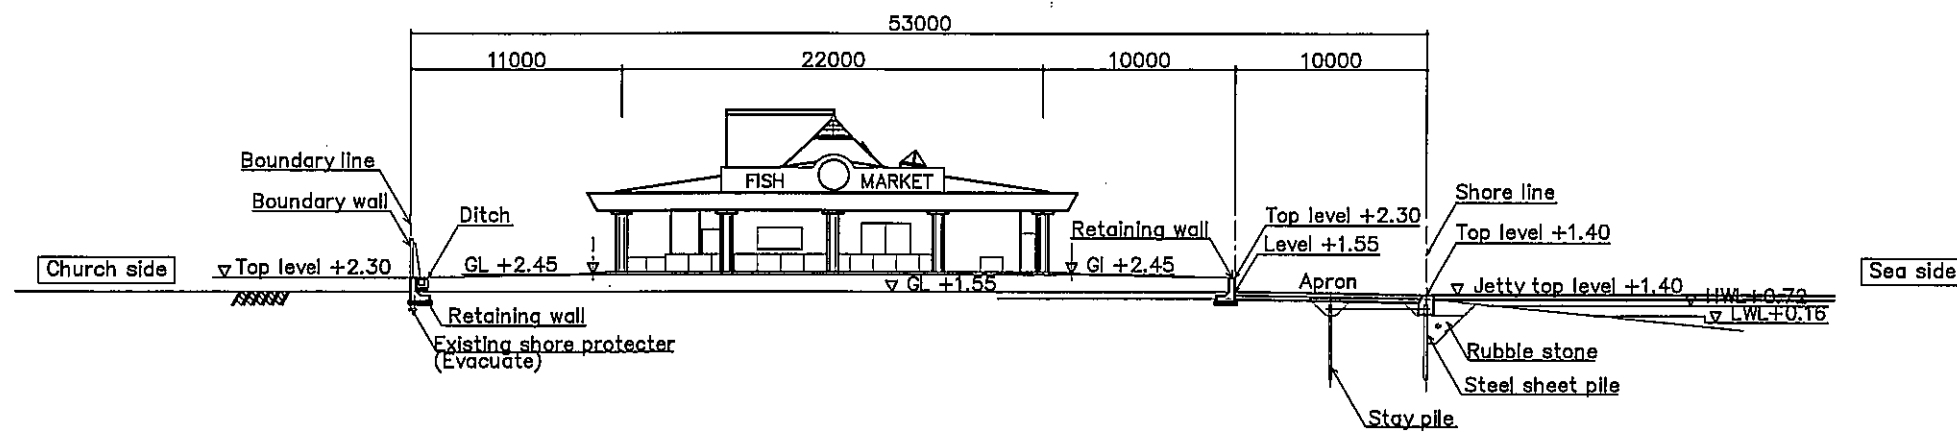 53000
11000
22000
10000
10000
Boundary line
Boundary wall
Ditch
FISH MARKET
Shore line
Top level +2.30
Retaining wall
Top level +1.40
Level +1.55
Church side
Top level +2.30
GL +2.45
Gl +2.45
Sea side
GL +1.55
Apron
Jetty top level +1.40
HWL+0.72
LWL+0.16
Retaining wall
Existing shore protecter
(Evacuate)
Rubble stone
Steel sheet pile
Stay pile